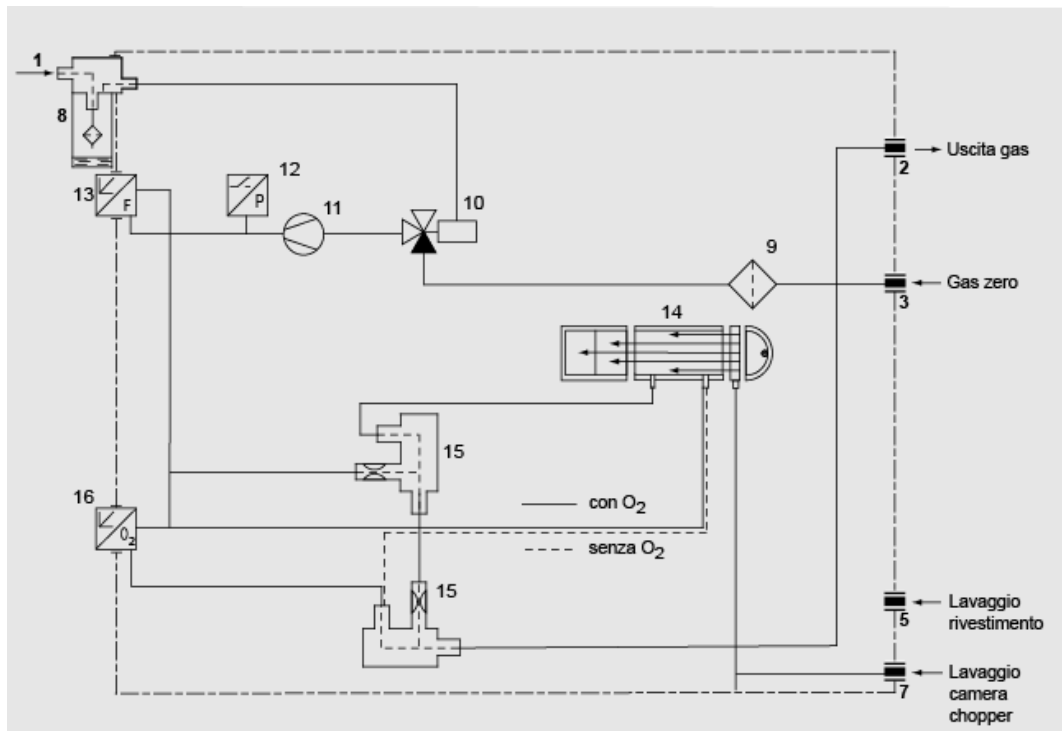 1
8
13
F
12
P
11
10
2
Uscita gas
9
3
Gas zero
14
15
16
O2
con O2
senza O2
15
5
Lavaggio
rivestimento
7
Lavaggio
camera
chopper